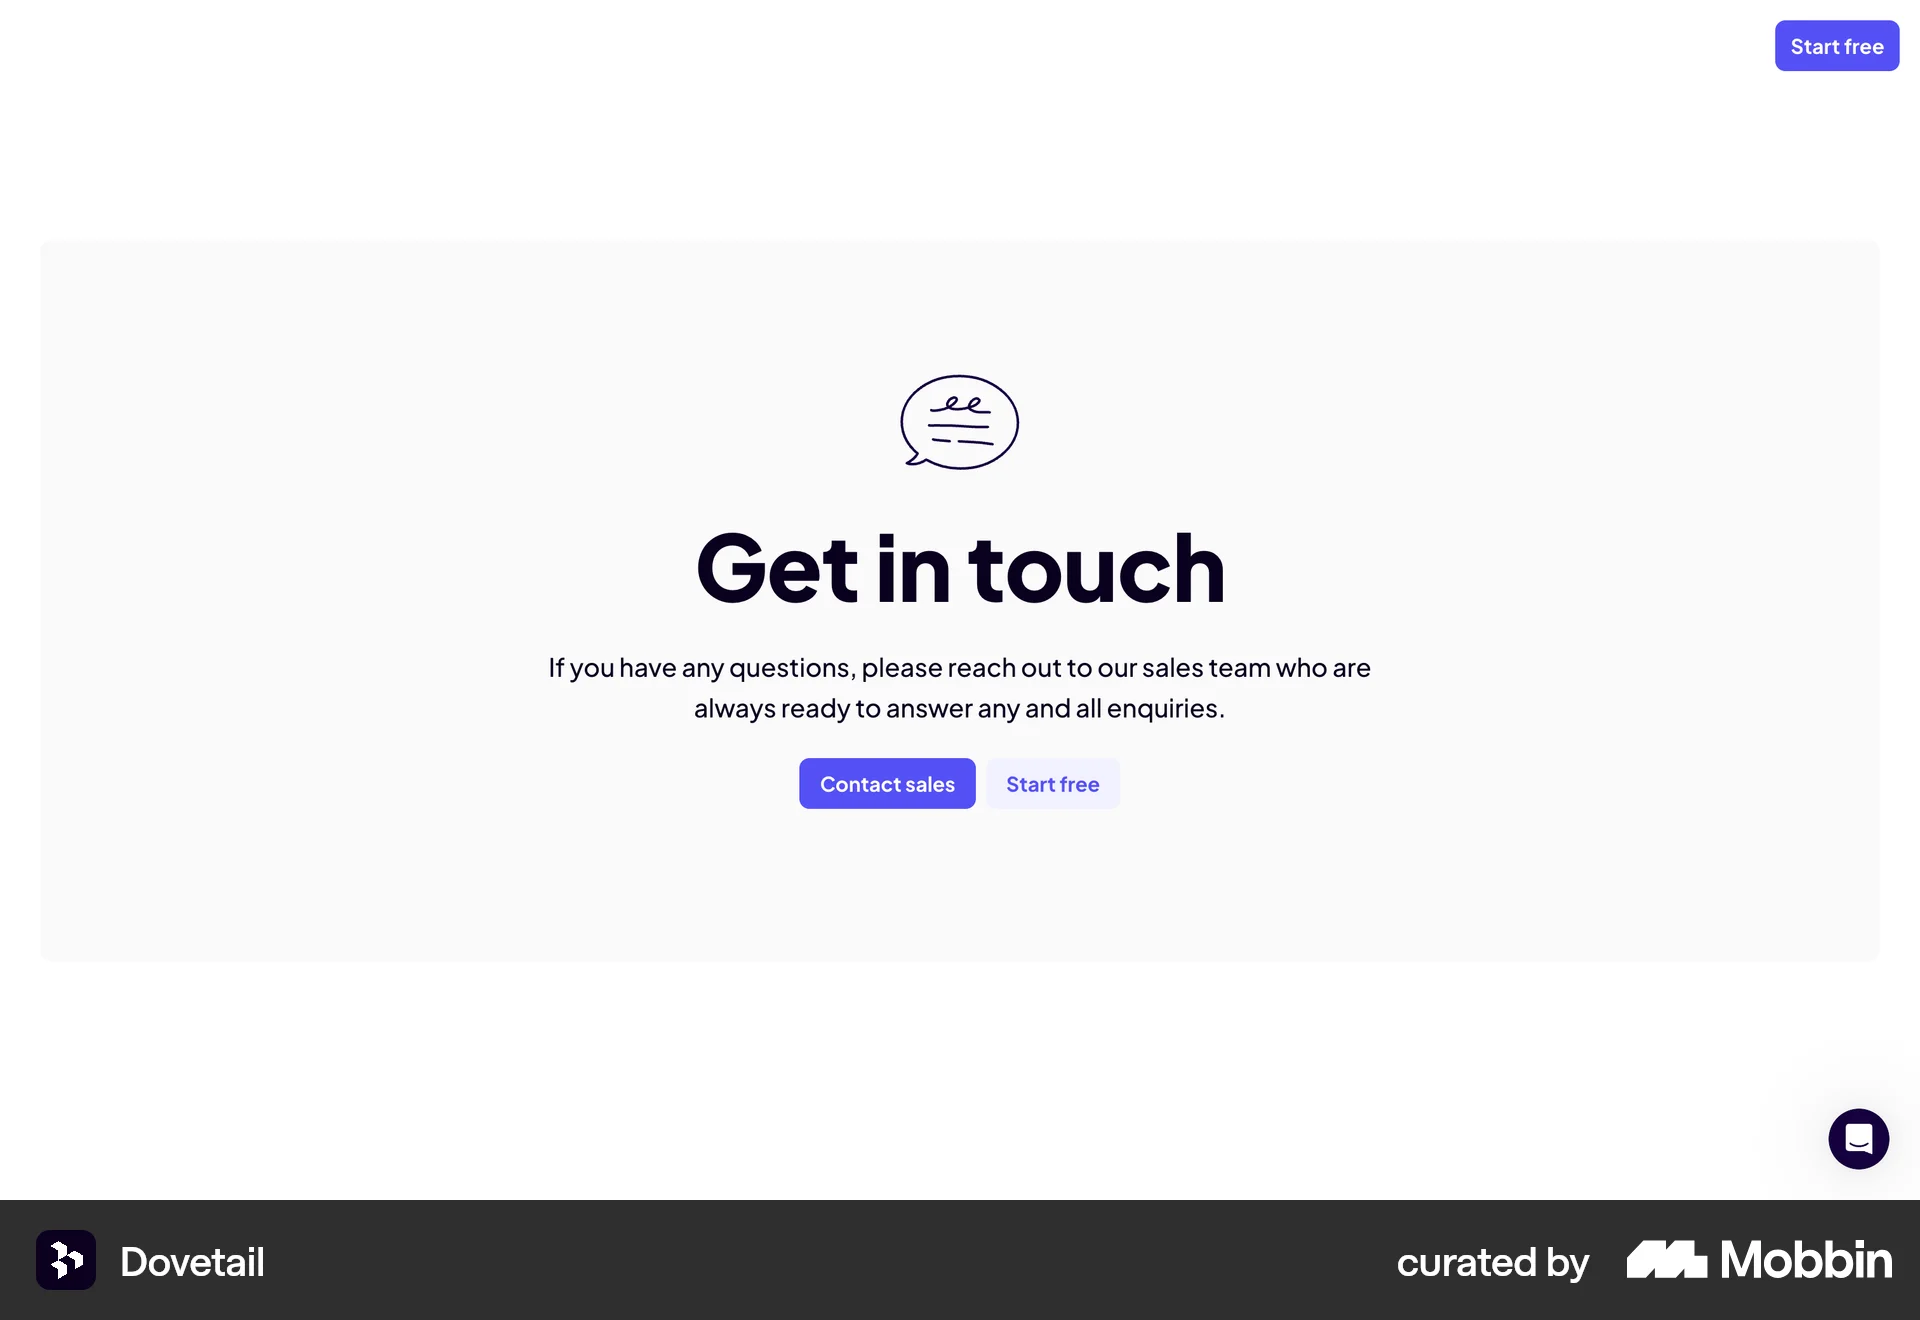 Start free
Get in touch
If you have any questions, please reach out to our sales team who are
always ready to answer any and all enquiries.
Contact sales
Start free
Dovetail
curated by
Mobbin